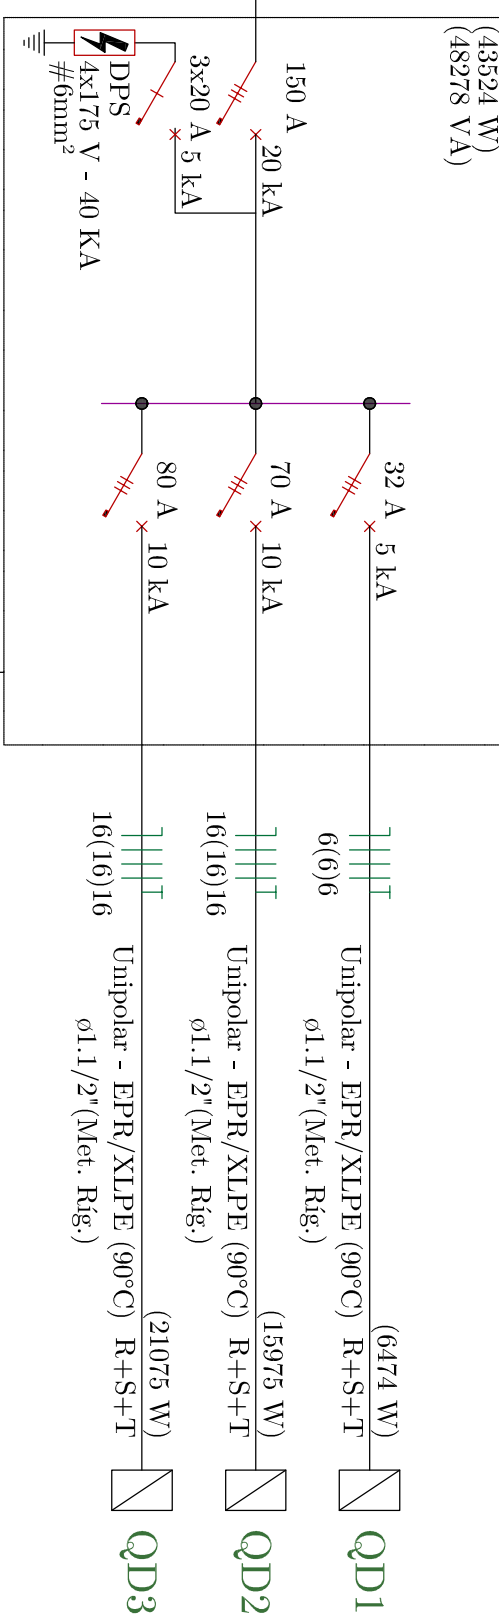 (43524 W)
(48278 VA)
150 A
20 kA
3x20 A
5 kA
DPS
4x175 V - 40 KA
#6mm²
32 A
5 kA
6(6)6
Unipolar - EPR/XLPE (90°C)
ø1.1/2"(Met. Ríg.)
(6474 W)
R+S+T
QD1
70 A
10 kA
16(16)16
Unipolar - EPR/XLPE (90°C)
ø1.1/2"(Met. Ríg.)
(15975 W)
R+S+T
QD2
80 A
10 kA
16(16)16
Unipolar - EPR/XLPE (90°C)
ø1.1/2"(Met. Ríg.)
(21075 W)
R+S+T
QD3